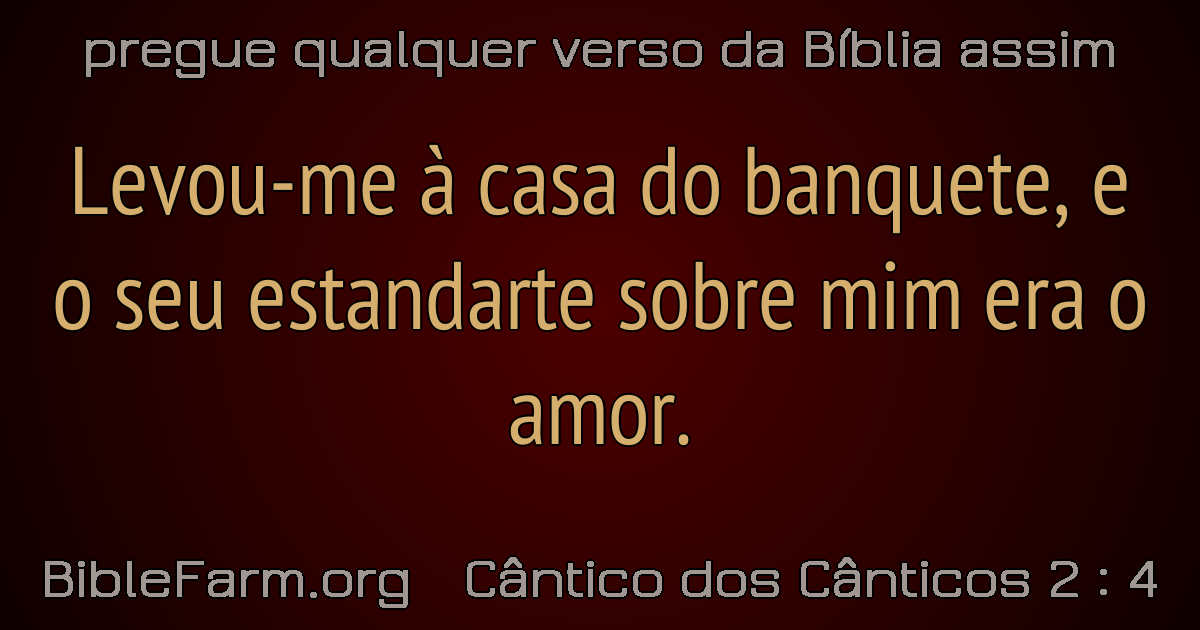 pregue qualquer verso da Bíblia assim
Levou-me à casa do banquete, e
o seu estandarte sobre mim era o
amor.
BibleFarm.org Cântico dos Cânticos 2 : 4